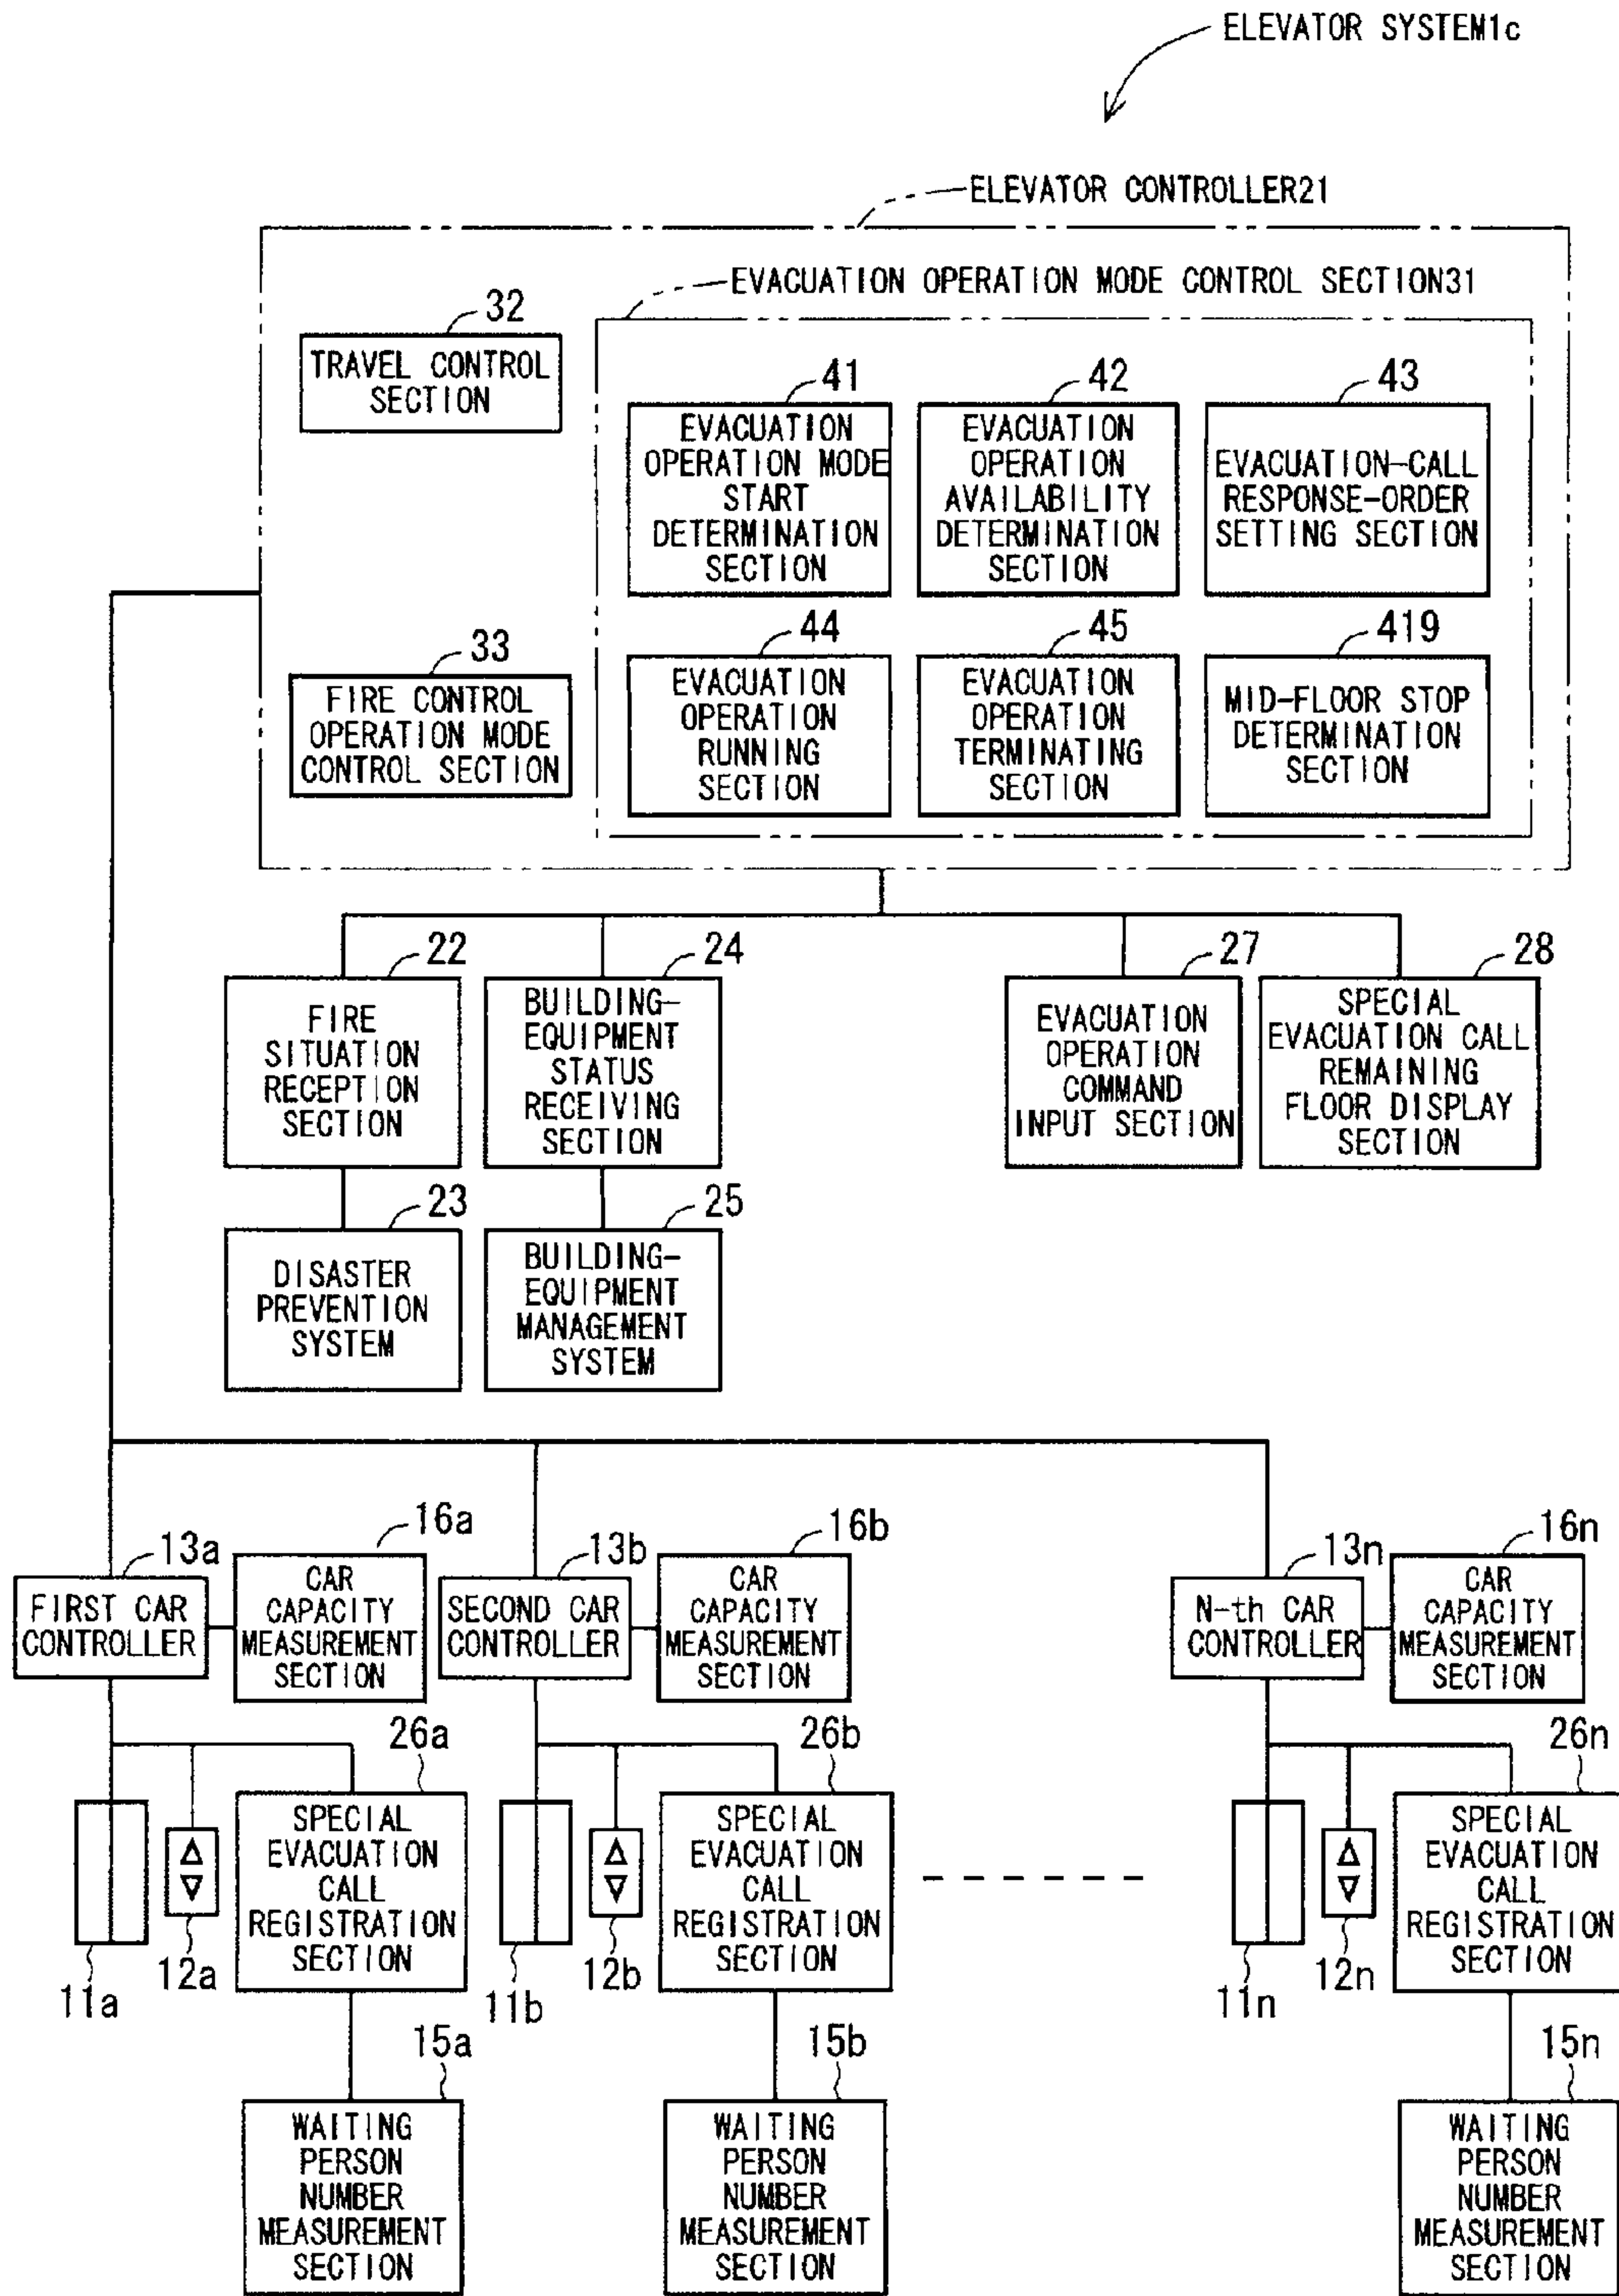 ELEVATOR SYSTEM1c
ELEVATOR CONTROLLER21
EVACUATION OPERATION MODE CONTROL SECTION31
32
TRAVEL CONTROL
SECTION
41
EVACUATION
OPERATION MODE
START
DETERMINATION
SECTION
42
EVACUATION
OPERATION
AVAILABILITY
DETERMINATION
SECTION
43
EVACUATION-CALL
RESPONSE-ORDER
SETTING SECTION
33
FIRE CONTROL
OPERATION MODE
CONTROL SECTION
44
EVACUATION
OPERATION
RUNNING
SECTION
45
EVACUATION
OPERATION
TERMINATING
SECTION
419
MID-FLOOR STOP
DETERMINATION
SECTION
22
FIRE
SITUATION
RECEPTION
SECTION
24
BUILDING-
EQUIPMENT
STATUS
RECEIVING
SECTION
27
EVACUATION
OPERATION
COMMAND
INPUT SECTION
28
SPECIAL
EVACUATION CALL
REMAINING
FLOOR DISPLAY
SECTION
23
DISASTER
PREVENTION
SYSTEM
25
BUILDING-
EQUIPMENT
MANAGEMENT
SYSTEM
13a
FIRST CAR
CONTROLLER
16a
CAR
CAPACITY
MEASUREMENT
SECTION
13b
SECOND CAR
CONTROLLER
16b
CAR
CAPACITY
MEASUREMENT
SECTION
13n
N-th CAR
CONTROLLER
16n
CAR
CAPACITY
MEASUREMENT
SECTION
11a
12a
26a
SPECIAL
EVACUATION
CALL
REGISTRATION
SECTION
11b
12b
26b
SPECIAL
EVACUATION
CALL
REGISTRATION
SECTION
11n
12n
26n
SPECIAL
EVACUATION
CALL
REGISTRATION
SECTION
15a
WAITING
PERSON
NUMBER
MEASUREMENT
SECTION
15b
WAITING
PERSON
NUMBER
MEASUREMENT
SECTION
15n
WAITING
PERSON
NUMBER
MEASUREMENT
SECTION